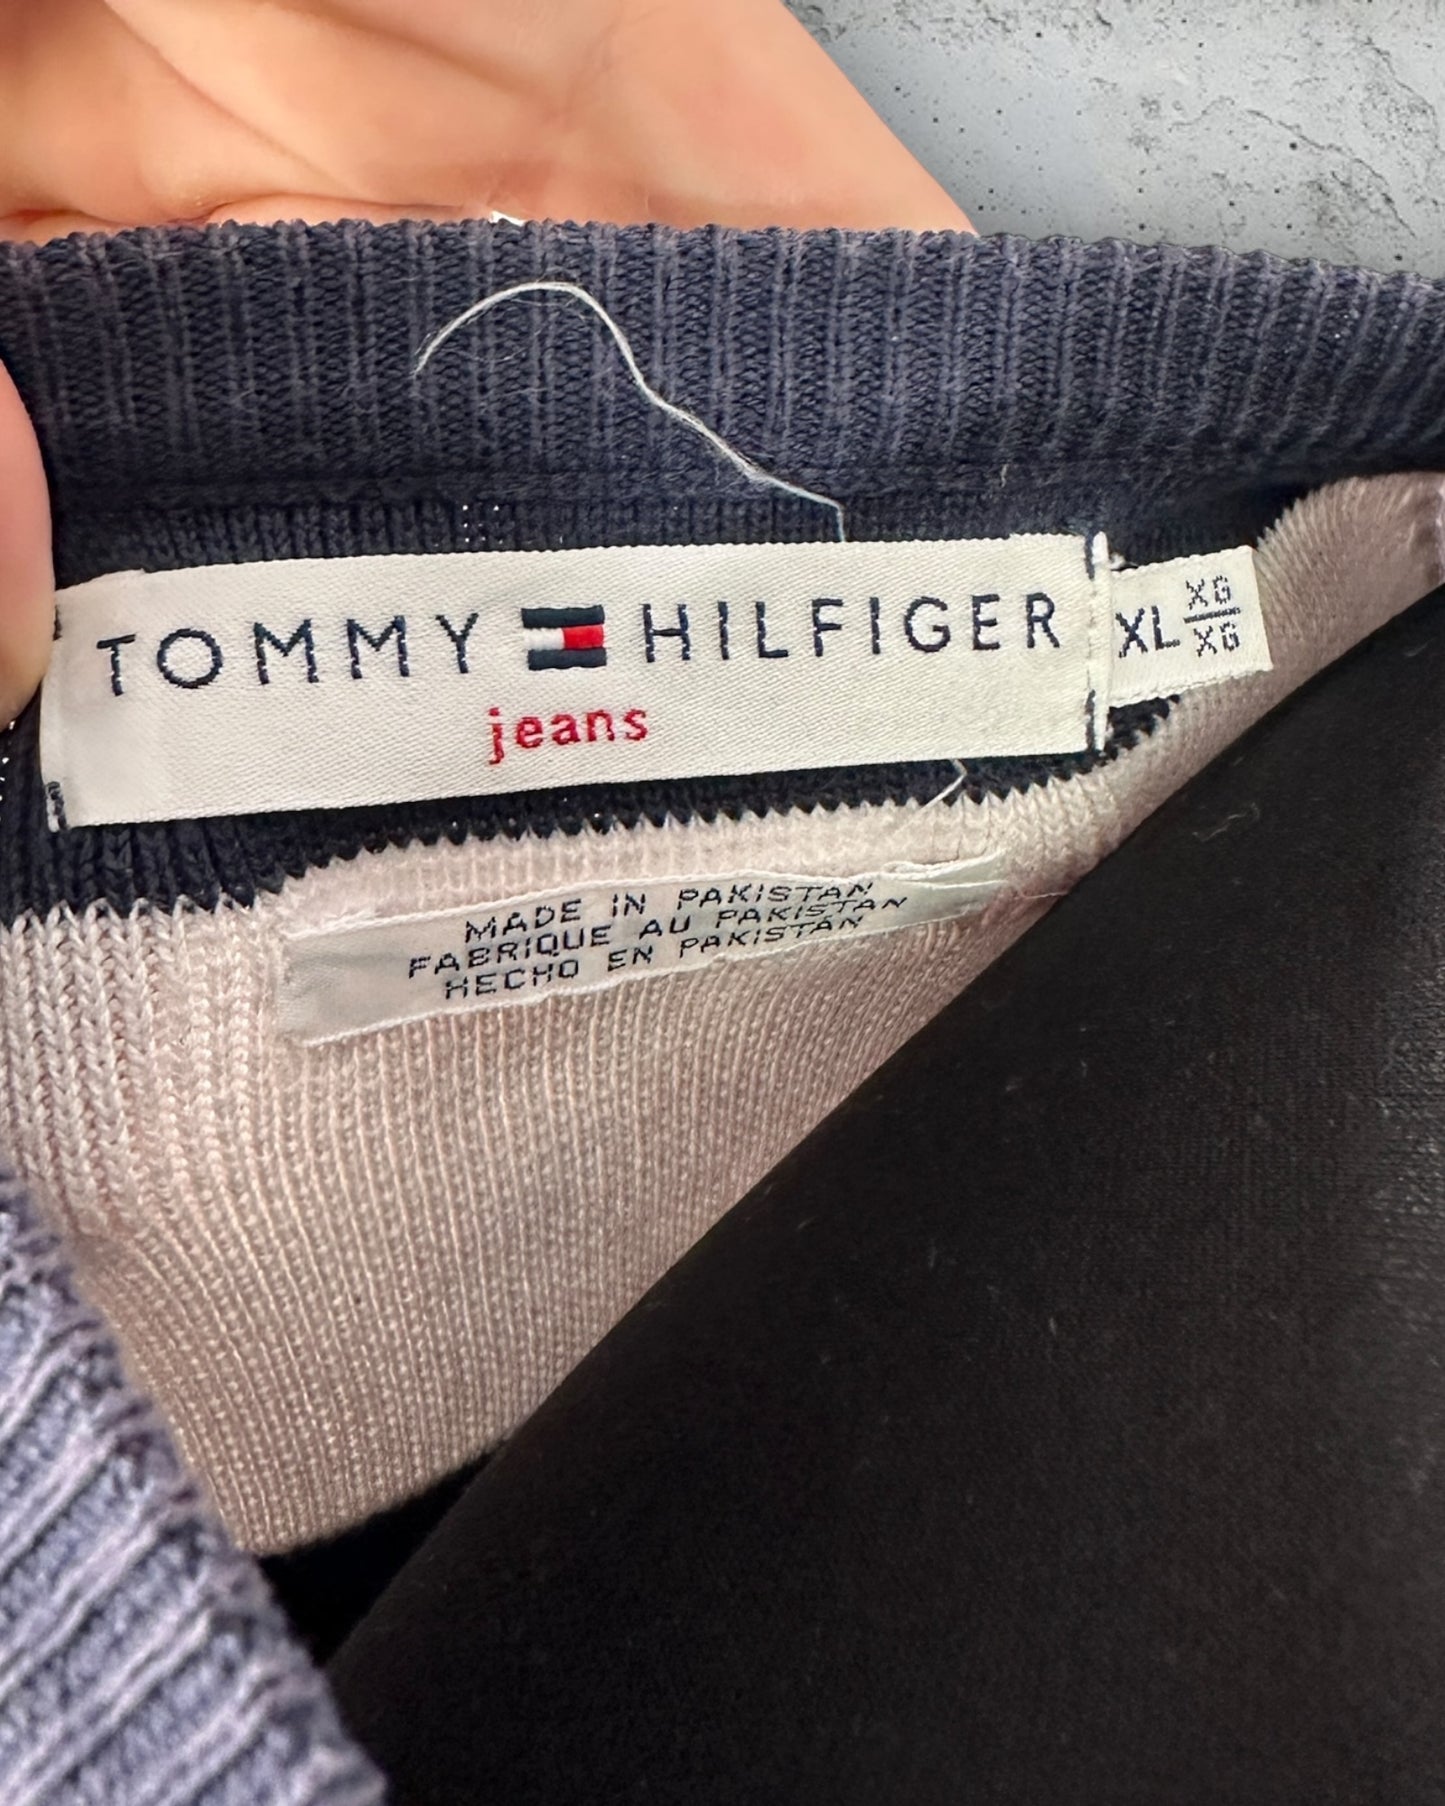 TOMMY HILFIGER
jeans
XL XG
XG
MADE IN PAKISTAN
FABRIQUE AU PAKISTAN
HECHO EN PAKISTAN